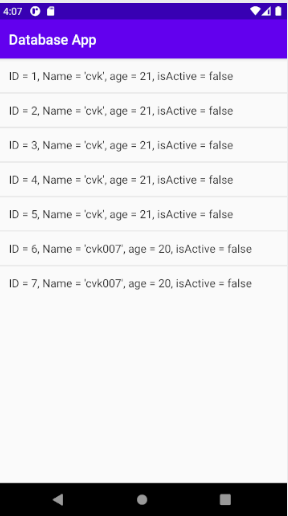 4:07
Database App
ID = 1, Name = 'cvk', age = 21, isActive = false
ID = 2, Name = 'cvk', age = 21, isActive = false
ID = 3, Name = 'cvk', age = 21, isActive = false
ID = 4, Name = 'cvk', age = 21, isActive = false
ID = 5, Name = 'cvk', age = 21, isActive = false
ID = 6, Name = 'cvk007', age = 20, isActive = false
ID = 7, Name = 'cvk007', age = 20, isActive = false